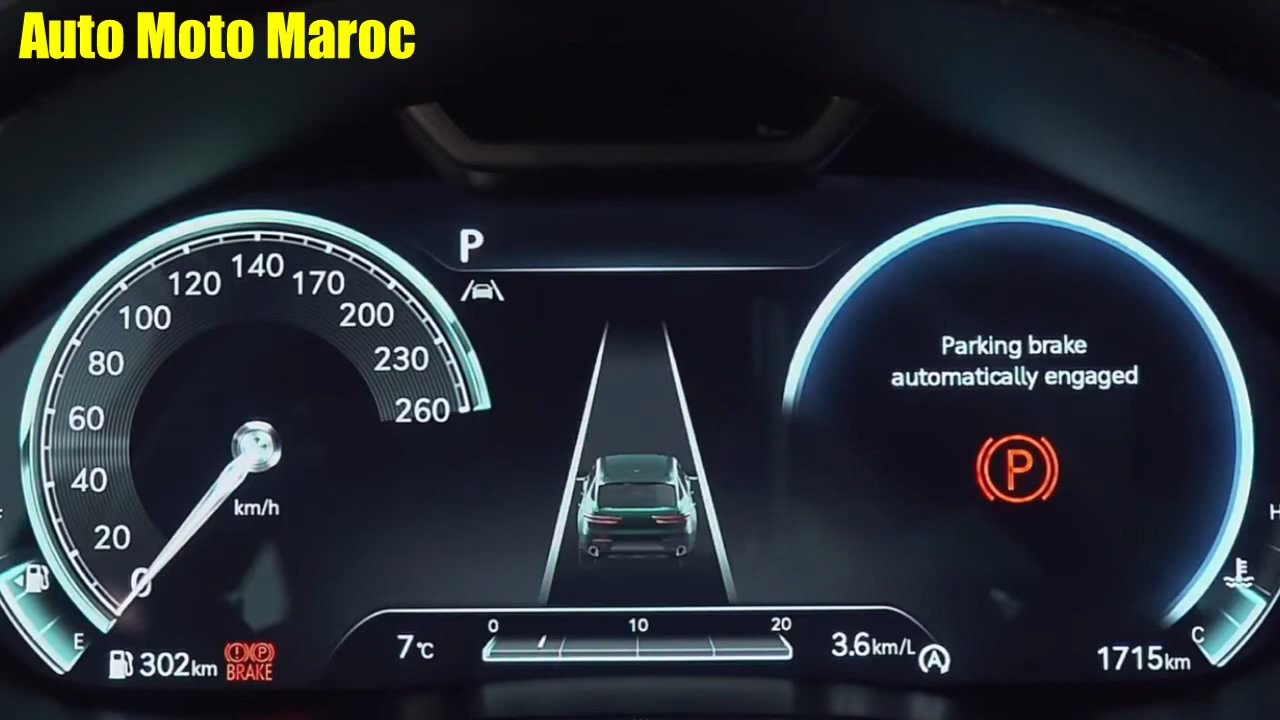 Auto Moto Maroc
P
140
120
170
100
200
80
230
260
60
40
km/h
20
0
Parking brake
automatically engaged
P
H
E
C
0 10 20
302km
BRAKE
7°C
3.6km/L
A
1715km